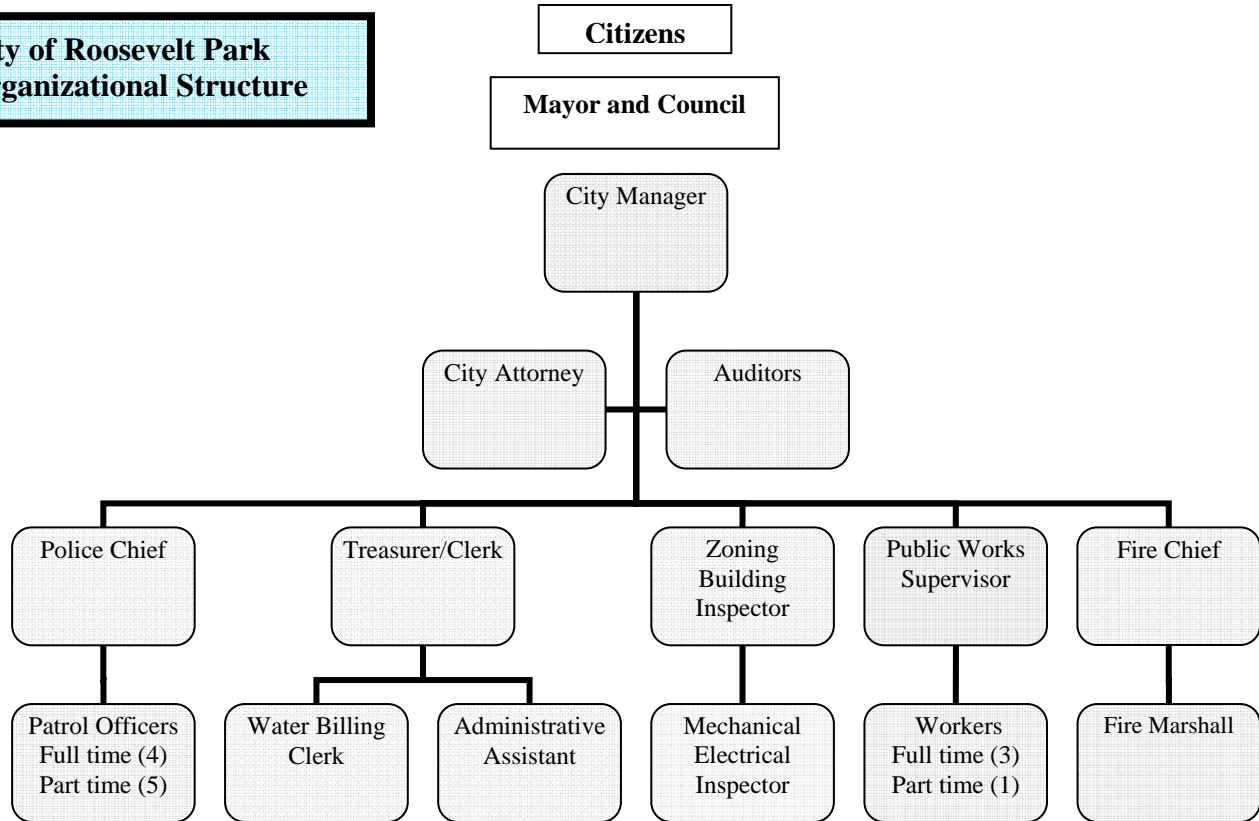 ty of Roosevelt Park
rganizational Structure
Citizens
Mayor and Council
City Manager
City Attorney
Auditors
Police Chief
Treasurer/Clerk
Zoning
Building
Inspector
Public Works
Supervisor
Fire Chief
Patrol Officers
Full time (4)
Part time (5)
Water Billing
Clerk
Administrative
Assistant
Mechanical
Electrical
Inspector
Workers
Full time (3)
Part time (1)
Fire Marshall